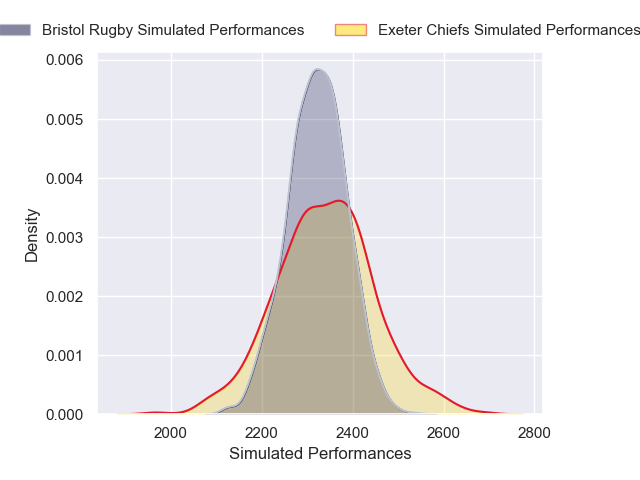 Bristol Rugby Simulated Performances
Exeter Chiefs Simulated Performances
0.006
0.005
0.004
0.003
0.002
0.001
0.000
Density
2000 2200 2400 2600 2800
Simulated Performances